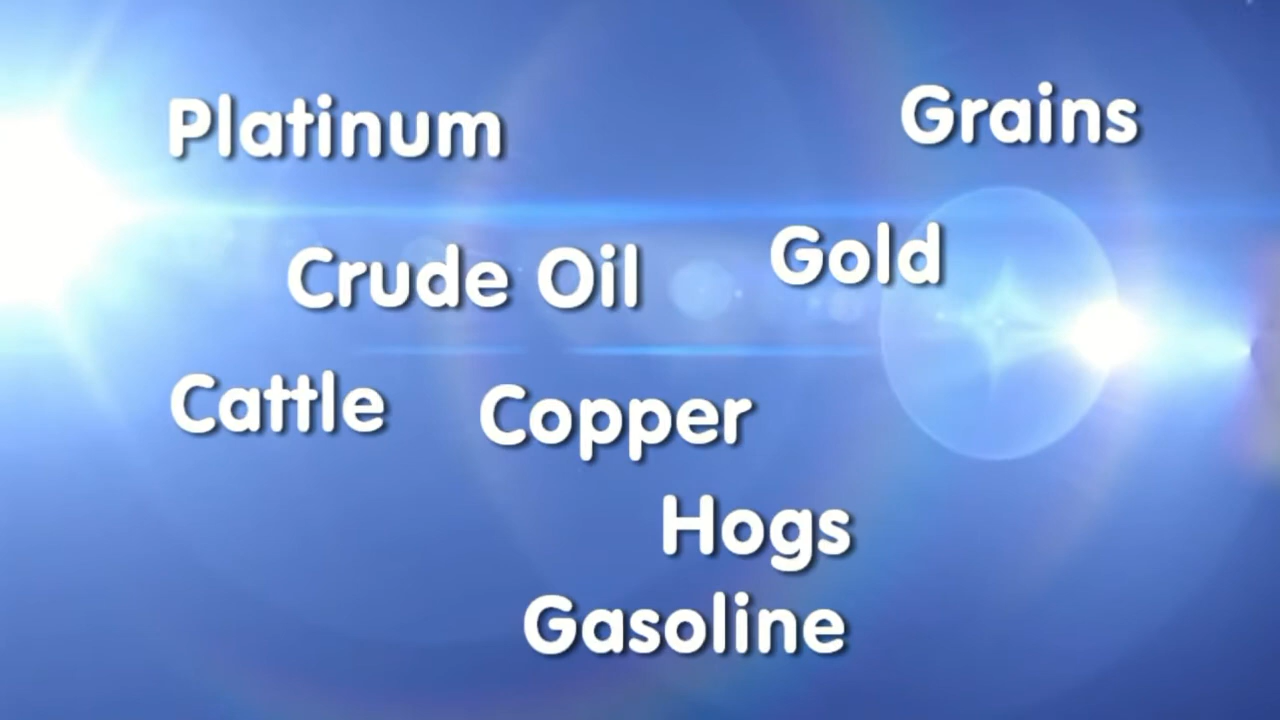 Platinum
Grains
Crude Oil
Gold
Cattle
Copper
Hogs
Gasoline